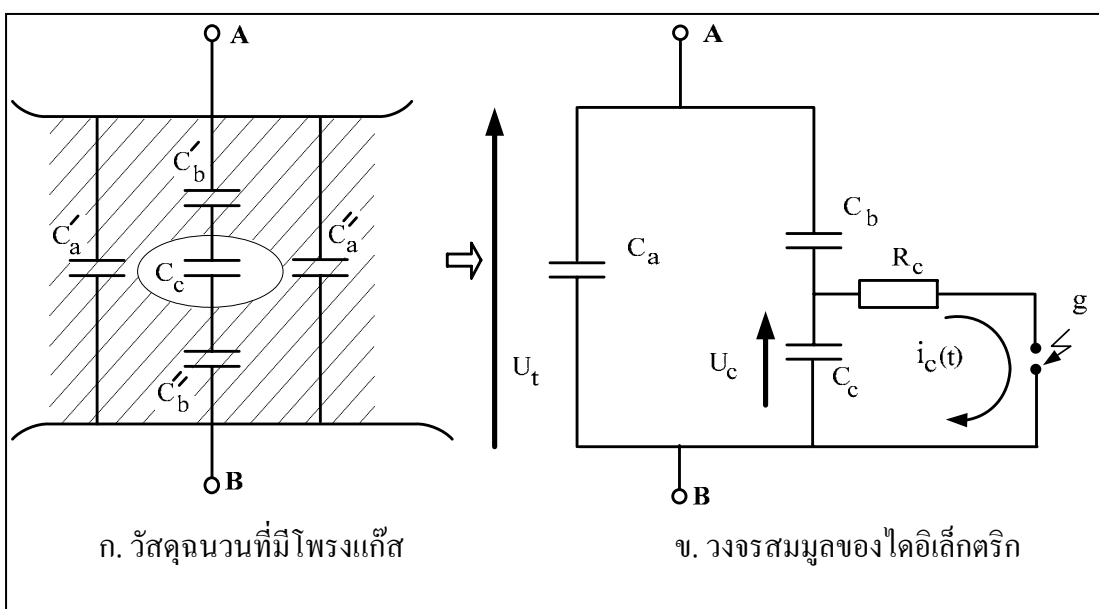 A
C′b
C′a
Cc
C″a
C″b
B
ก. วัสดุฉนวนที่มีโพรงแก๊ส
Ut
A
Ca
Cb
Rc
g
Uc
Cc
ic(t)
B
ข. วงจรสมมูลของไดอิเล็กตริก